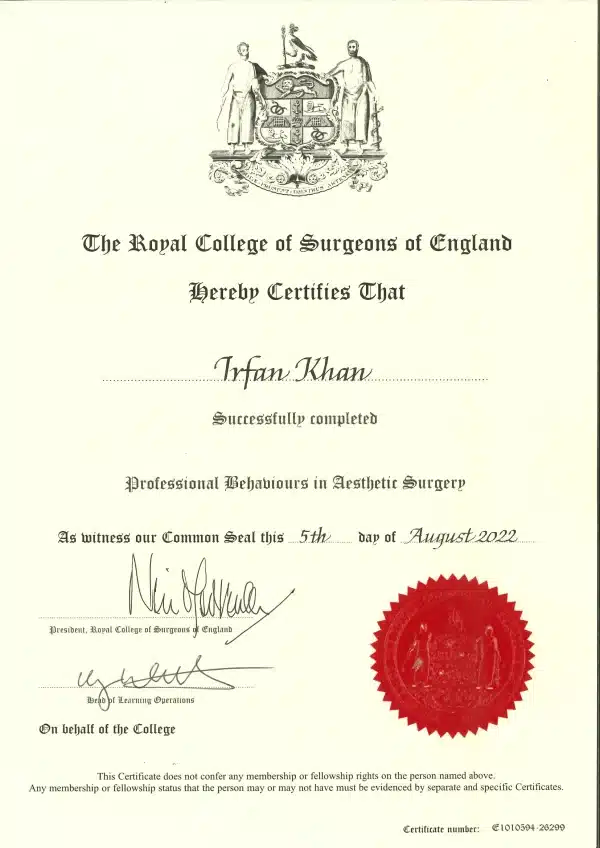 The Royal College of Surgeons of England
Hereby Certifies That
Irfan Khan
Successfully completed
Professional Behaviours in Aesthetic Surgery
As witness our Common Seal this 5th day of August 2022
President, Royal College of Surgeons of England
Head of Learning Operations
On behalf of the College
This Certificate does not confer any membership or fellowship rights on the person named above.
Any membership or fellowship status that the person may or may not have must be evidenced by separate and specific Certificates.
Certificate number: E1010594-26299